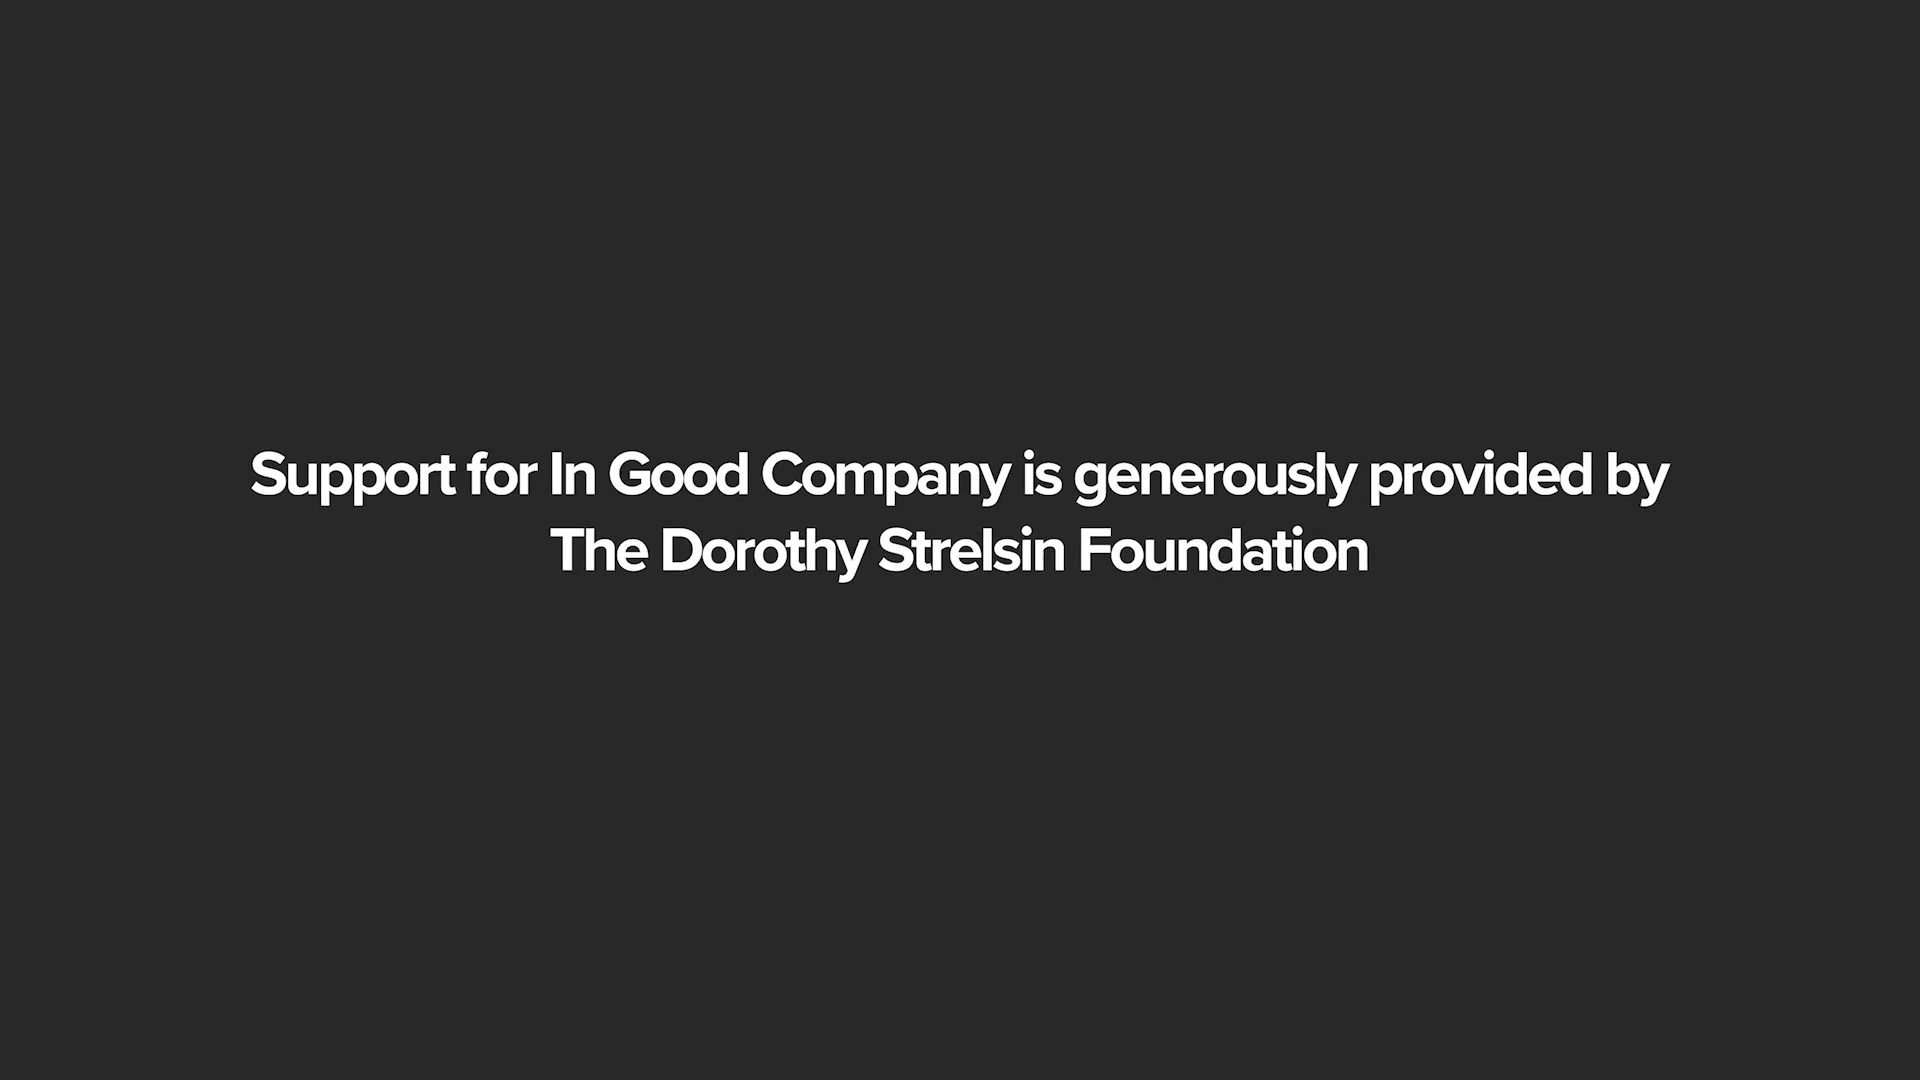 Support for In Good Company is generously provided by
The Dorothy Strelsin Foundation